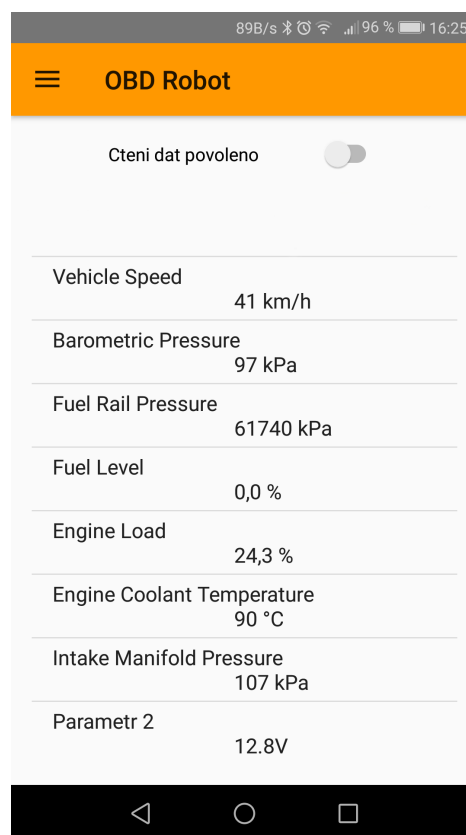 89B/s 96 % 16:25
OBD Robot
Cteni dat povoleno
Vehicle Speed
41 km/h
Barometric Pressure
97 kPa
Fuel Rail Pressure
61740 kPa
Fuel Level
0,0 %
Engine Load
24,3 %
Engine Coolant Temperature
90 °C
Intake Manifold Pressure
107 kPa
Parametr 2
12.8V